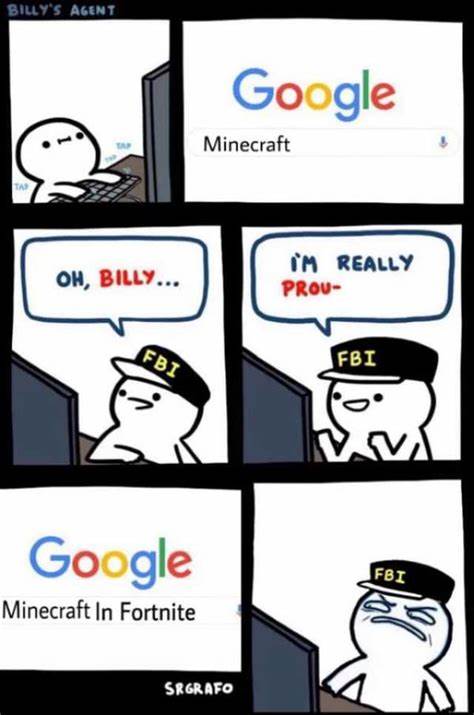 BILLY'S AGENT
TAP
TAP
TAP
Google
Minecraft
OH, BILLY...
FBI
I'M REALLY
PROU-
FBI
Google
Minecraft In Fortnite
SRGRAFO
FBI